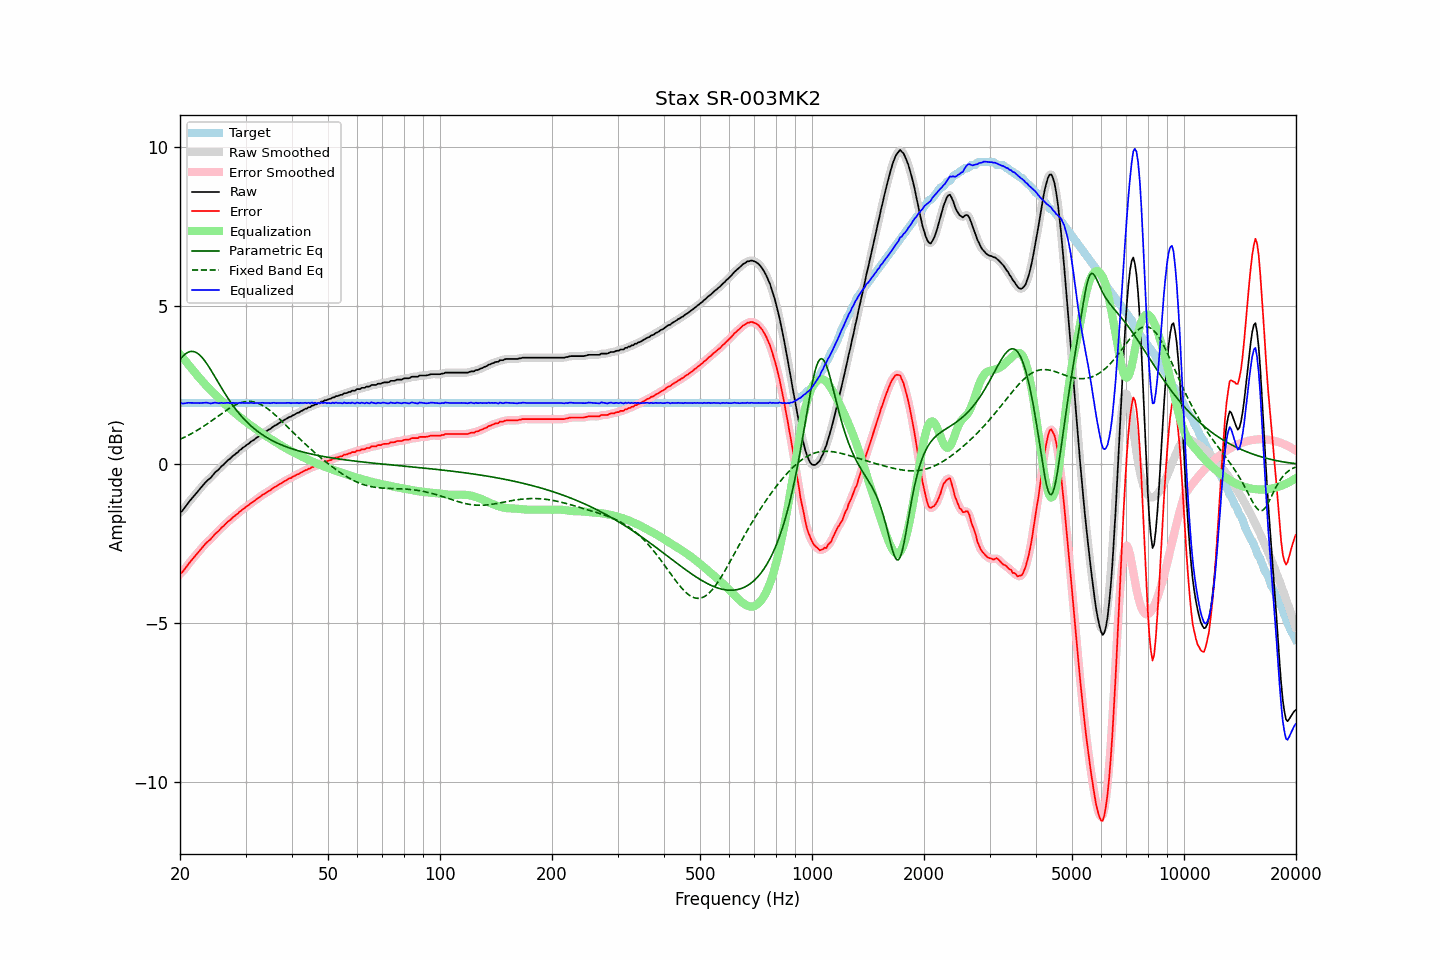 Stax SR-003MK2
Target
Raw Smoothed
Error Smoothed
Raw
Error
Equalization
Parametric Eq
Fixed Band Eq
Equalized
10
5
0
−5
−10
Amplitude (dBr)
20 50 100 200 500 1000 2000 5000 10000 20000
Frequency (Hz)